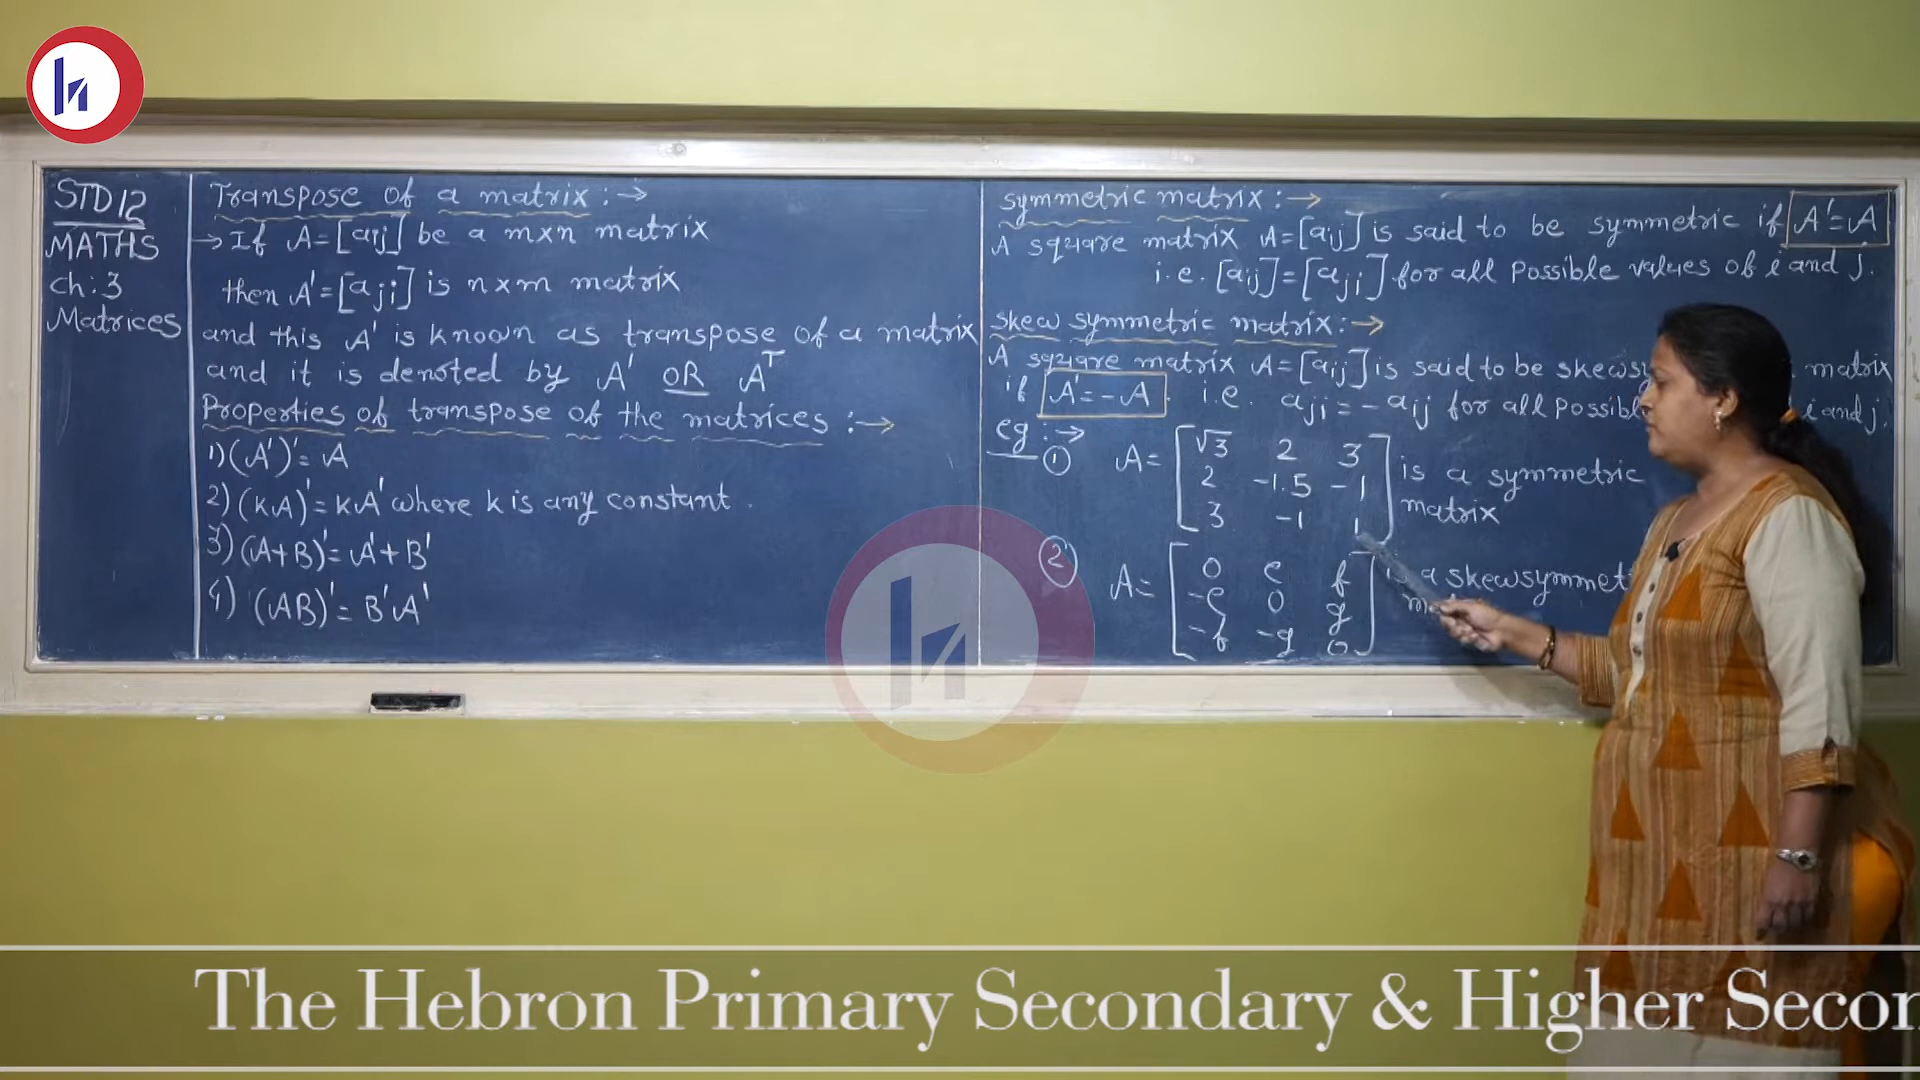 STD 12
MATHS
ch:3
Matrices
Transpose of a matrix :→
→ If A=[aij] be a m×n matrix
then A'=[aji] is n×m matrix
and this A' is known as transpose of a matrix
and it is denoted by A' OR Aᵀ
Properties of transpose of the matrices :→
1) (A')' = A
2) (KA)' = KA' where k is any constant.
3) (A+B)' = A'+B'
4) (AB)' = B'A'
symmetric matrix :→
A square matrix A=[aij] is said to be symmetric if A'=A
i.e. [aij]=[aji] for all possible values of i and j.
skew symmetric matrix :→
A square matrix A=[aij] is said to be skew matrix
if A'=-A. i.e. aji = -aij for all i and j.
eg :→
① A= [ √3 2 3
2 -1.5 -1
3 -1 1 ] is a symmetric
matrix
② A= [ 0 e f
-e 0 g
-f -g 0 ] is a
The Hebron Primary Secondary & Higher